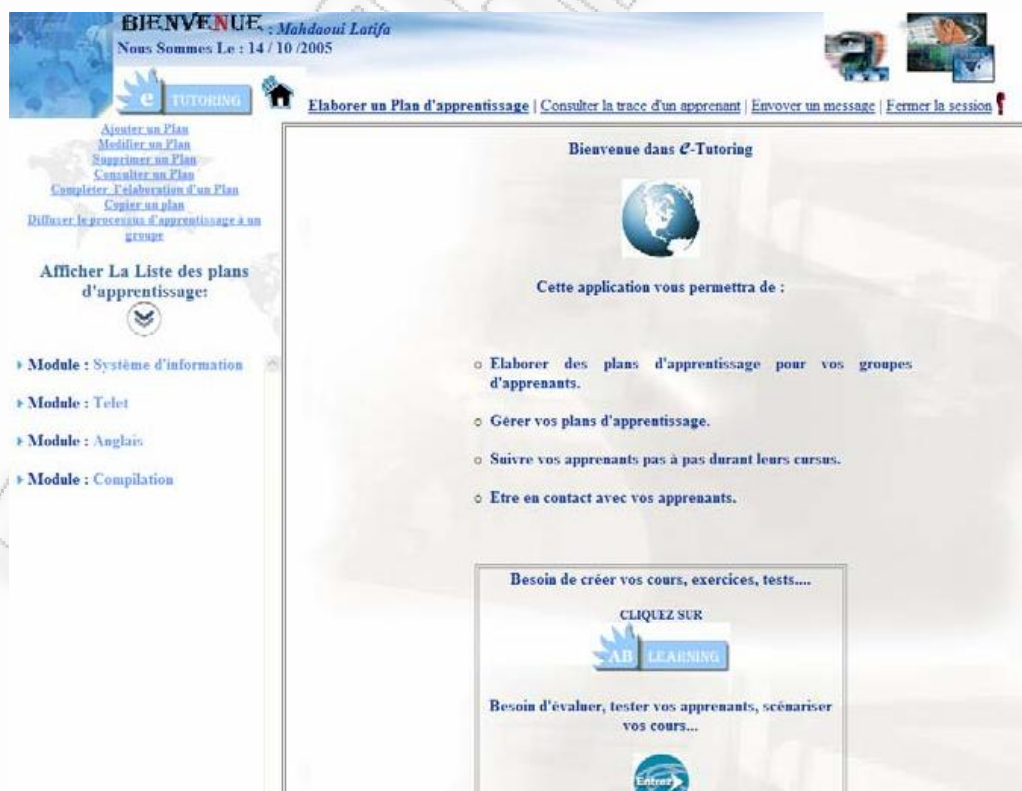 BIENVENUE : Mahdaoui Latifa
Nous Sommes Le : 14 / 10 /2005
e TUTORING
Elaborer un Plan d'apprentissage | Consulter la trace d'un apprenant | Envoyer un message | Fermer la session
Ajouter un Plan
Modifier un Plan
Supprimer un Plan
Consulter un Plan
Completer l'élaboration d'un Plan
Copier un plan
Diffuser le processus d'apprentissage à un
groupe
Afficher La Liste des plans
d'apprentissage:
Module : Système d'information
Module : Telet
Module : Anglais
Module : Compilation
Bienvenue dans e-Tutoring
Cette application vous permettra de :
Elaborer des plans d'apprentissage pour vos groupes
d'apprenants.
Gérer vos plans d'apprentissage.
Suivre vos apprenants pas à pas durant leurs cursus.
Etre en contact avec vos apprenants.
Besoin de créer vos cours, exercices, tests....
CLIQUEZ SUR
AB LEARNING
Besoin d'évaluer, tester vos apprenants, scénariser
vos cours...
Entrez